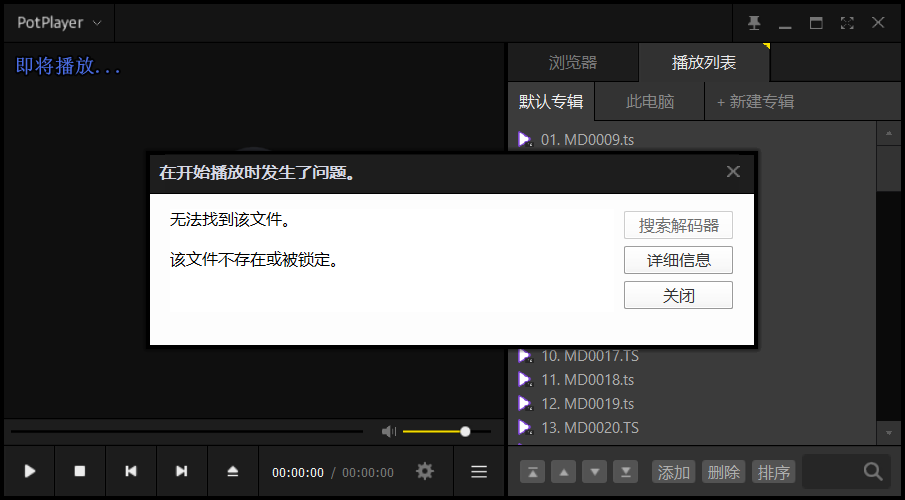 PotPlayer
即将播放...
浏览器
播放列表
默认专辑
此电脑
+ 新建专辑
01. MD0009.ts
在开始播放时发生了问题。
无法找到该文件。
该文件不存在或被锁定。
搜索解码器
详细信息
关闭
10. MD0017.TS
11. MD0018.ts
12. MD0019.ts
13. MD0020.TS
00:00:00 / 00:00:00
添加 删除 排序